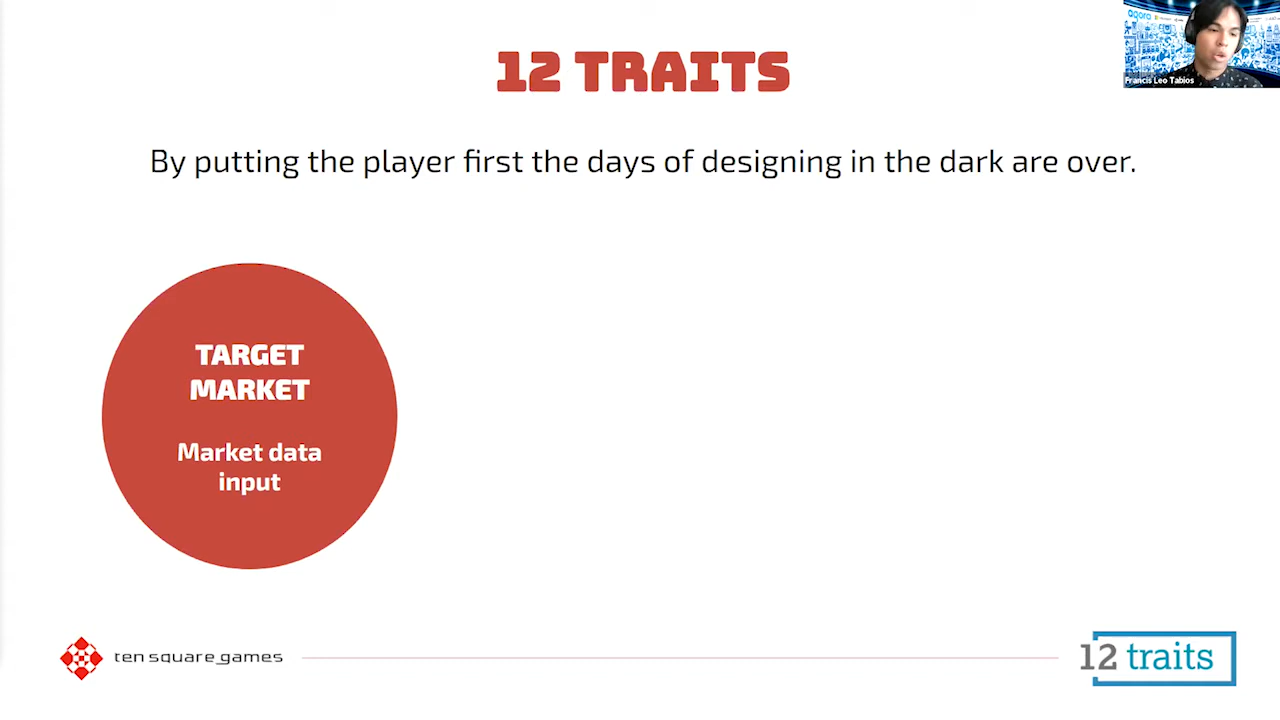 12 TRAITS
By putting the player first the days of designing in the dark are over.
TARGET
MARKET
Market data
input
ten square games
12 traits
agora
Francis Leo Tabios